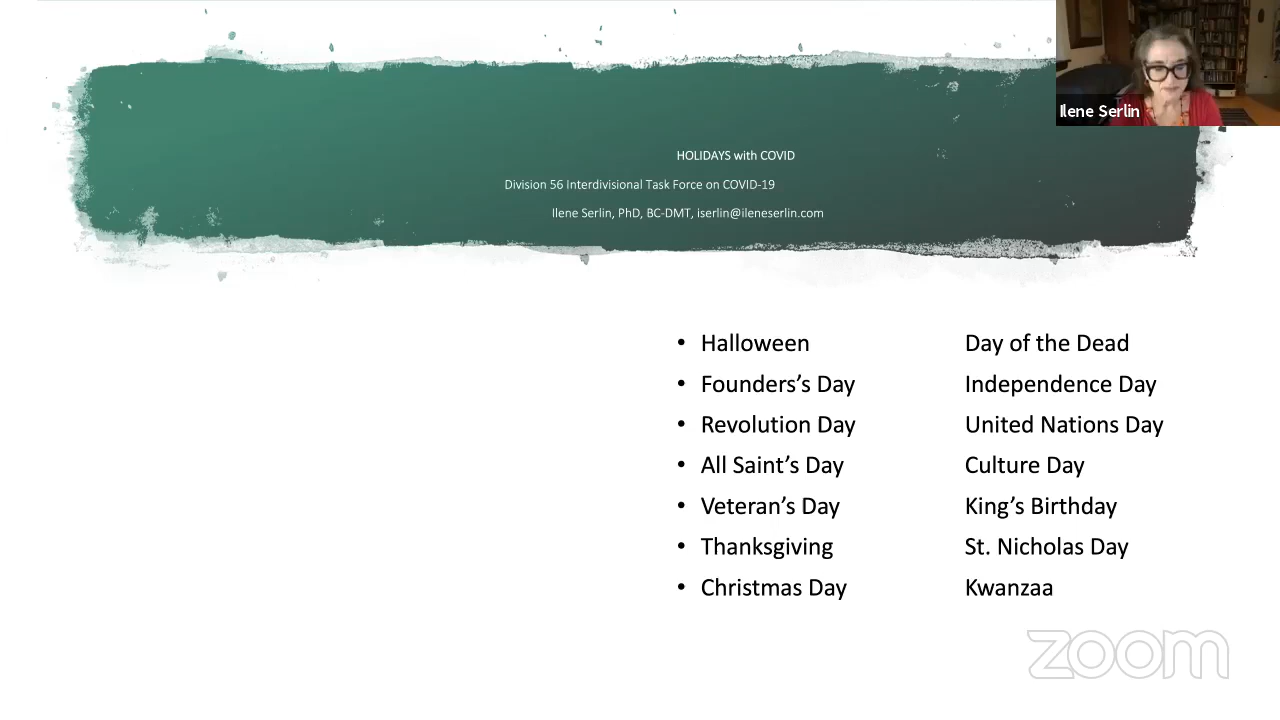 Ilene Serlin
HOLIDAYS with COVID
Division 56 Interdivisional Task Force on COVID-19
Ilene Serlin, PhD, BC-DMT, iserlin@ileneserlin.com
• Halloween Day of the Dead
• Founders’s Day Independence Day
• Revolution Day United Nations Day
• All Saint’s Day Culture Day
• Veteran’s Day King’s Birthday
• Thanksgiving St. Nicholas Day
• Christmas Day Kwanzaa
zoom